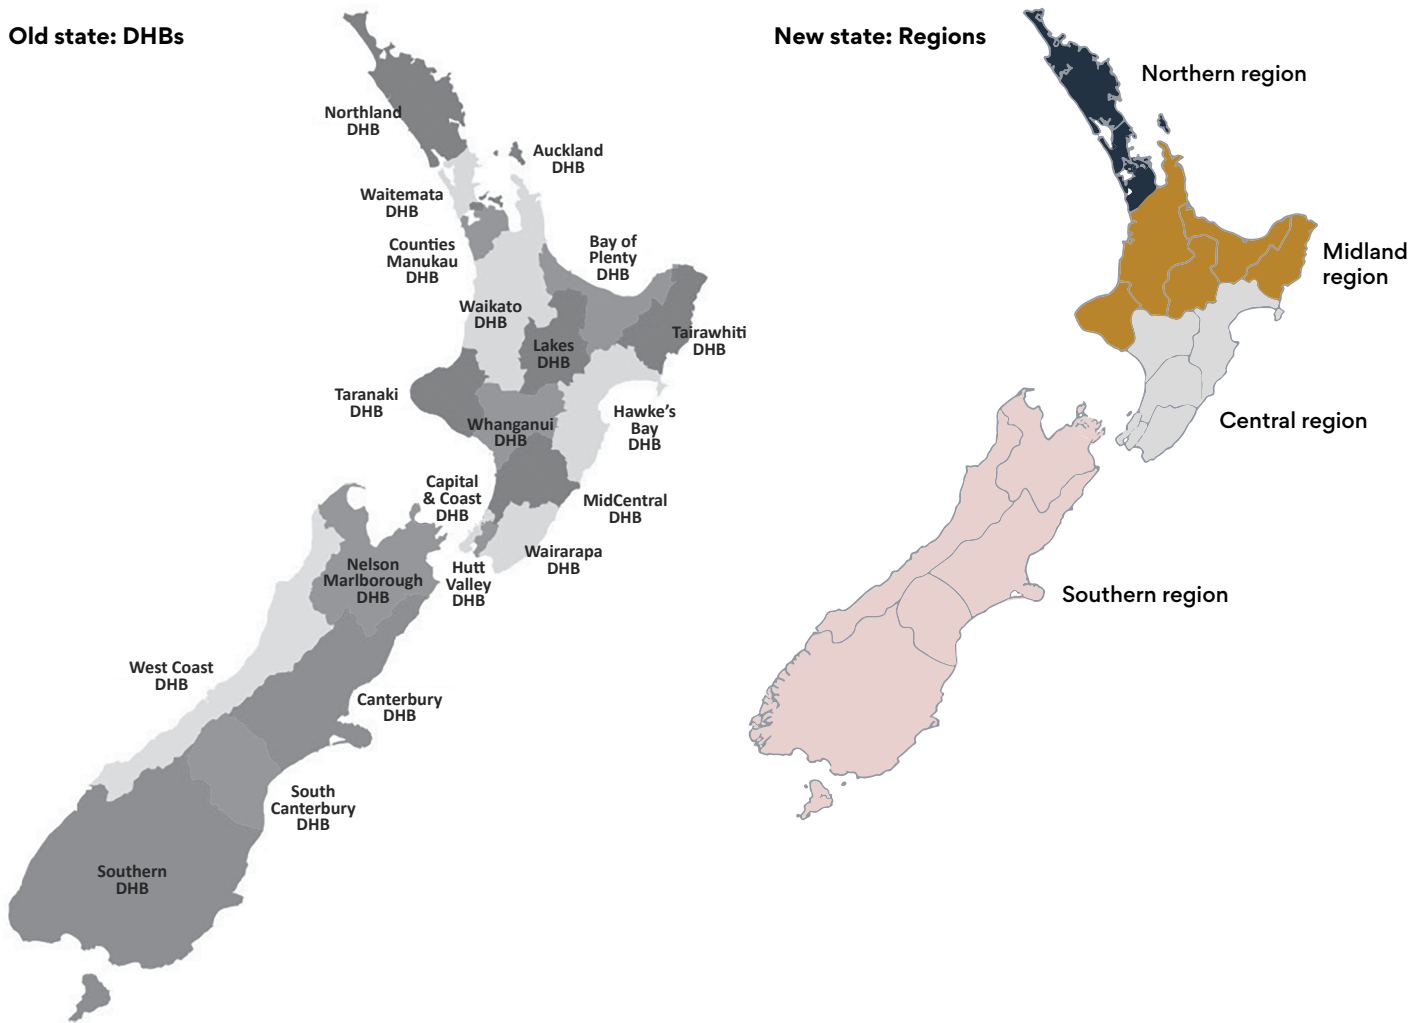 Old state: DHBs
Northland
DHB
Auckland
DHB
Waitemata
DHB
Counties
Manukau
DHB
Bay of
Plenty
DHB
Waikato
DHB
Lakes
DHB
Tairawhiti
DHB
Taranaki
DHB
Whanganui
DHB
Hawke's
Bay
DHB
Capital
& Coast
DHB
MidCentral
DHB
Wairarapa
DHB
Hutt
Valley
DHB
Nelson
Marlborough
DHB
West Coast
DHB
Canterbury
DHB
South
Canterbury
DHB
Southern
DHB
New state: Regions
Northern region
Midland
region
Central region
Southern region